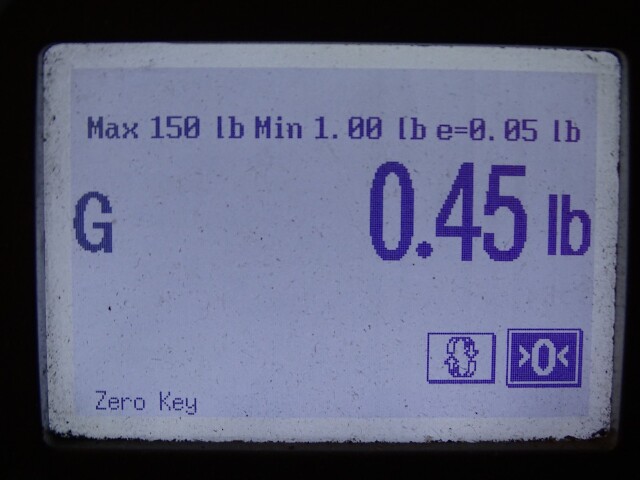 Max 150 lb Min 1.00 lb e=0.05 lb
G 0.45 lb
>0<
Zero Key